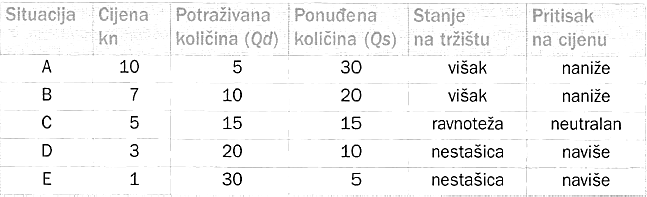 Situacija Cijena kn Potraživana količina (Qd) Ponuđena količina (Qs) Stanje na tržištu Pritisak na cijenu
A 10 5 30 višak naniže
B 7 10 20 višak naniže
C 5 15 15 ravnoteža neutralan
D 3 20 10 nestašica naviše
E 1 30 5 nestašica naviše